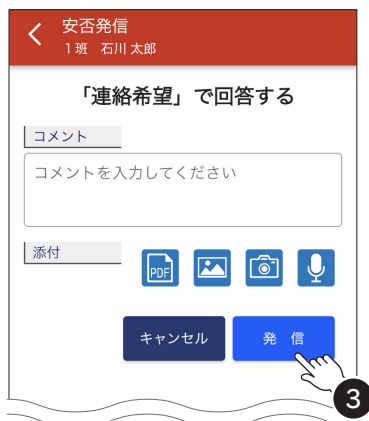 安否発信
1班 石川 太郎
「連絡希望」で回答する
コメント
コメントを入力してください
添付
PDF
キャンセル
発 信
3